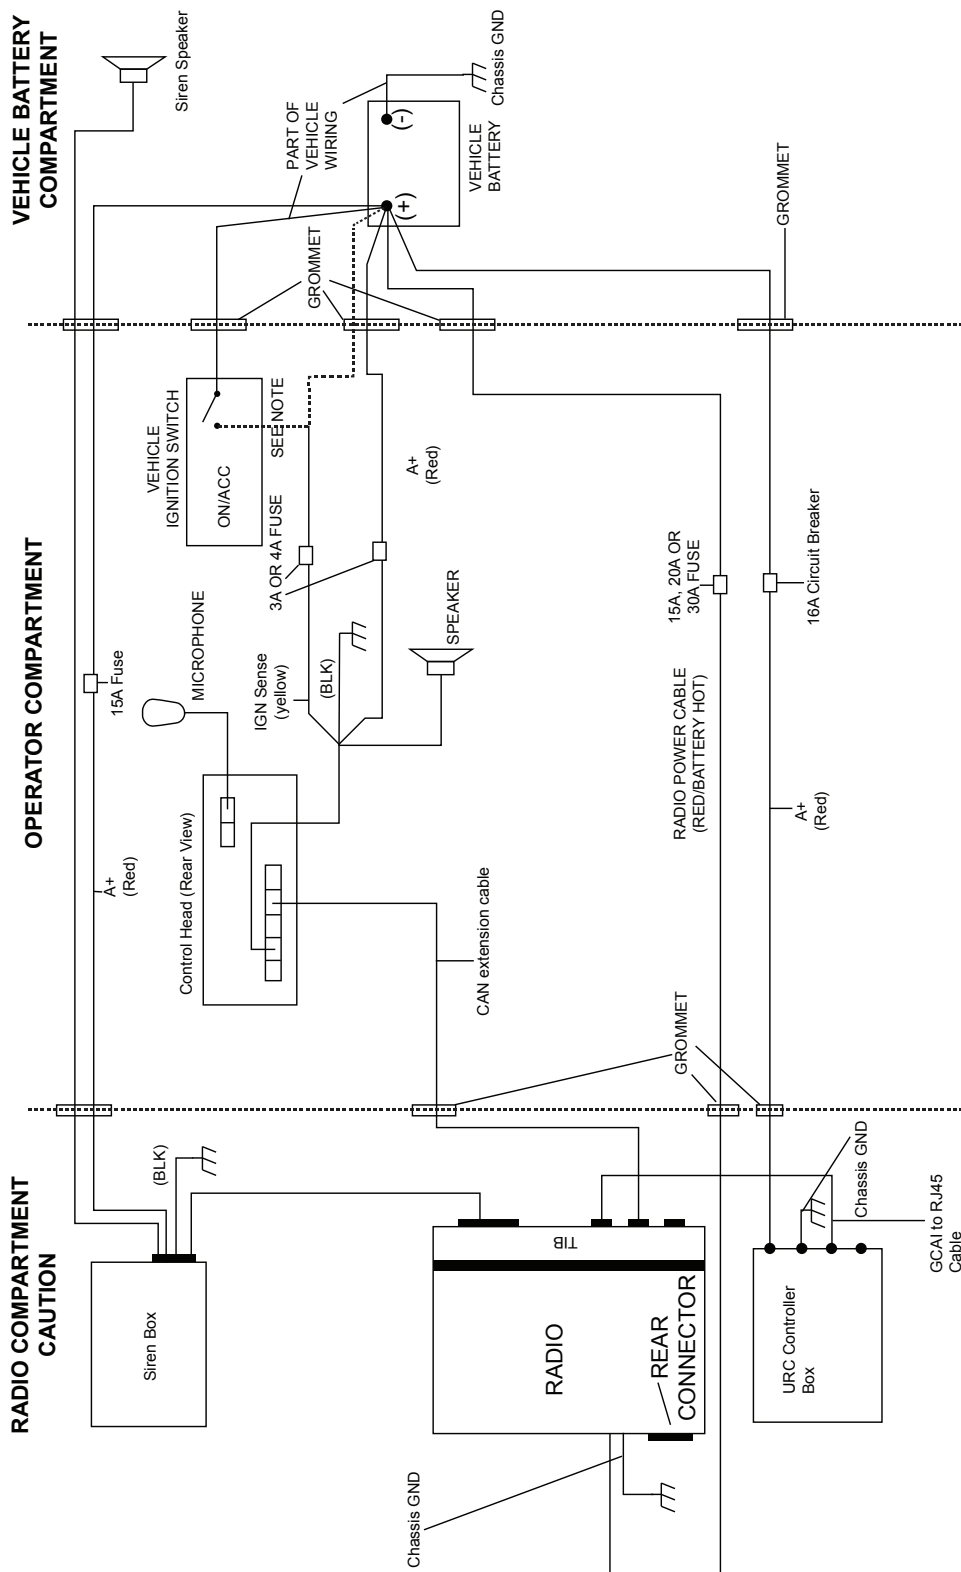 RADIO COMPARTMENT
CAUTION
OPERATOR COMPARTMENT
VEHICLE BATTERY
COMPARTMENT
Siren Box
(BLK)
A+
(Red)
15A Fuse
Siren Speaker
MICROPHONE
Control Head (Rear View)
VEHICLE
IGNITION SWITCH
ON/ACC
SEE NOTE
3A OR 4A FUSE
IGN Sense
(yellow)
(BLK)
A+
(Red)
SPEAKER
PART OF
VEHICLE
WIRING
GROMMET
(+)
(-)
VEHICLE
BATTERY
Chassis GND
CAN extension cable
Chassis GND
RADIO
TIB
REAR
CONNECTOR
GROMMET
RADIO POWER CABLE
(RED/BATTERY HOT)
15A, 20A OR
30A FUSE
A+
(Red)
16A Circuit Breaker
GROMMET
URC Controller
Box
Chassis GND
GCAI to RJ45
Cable